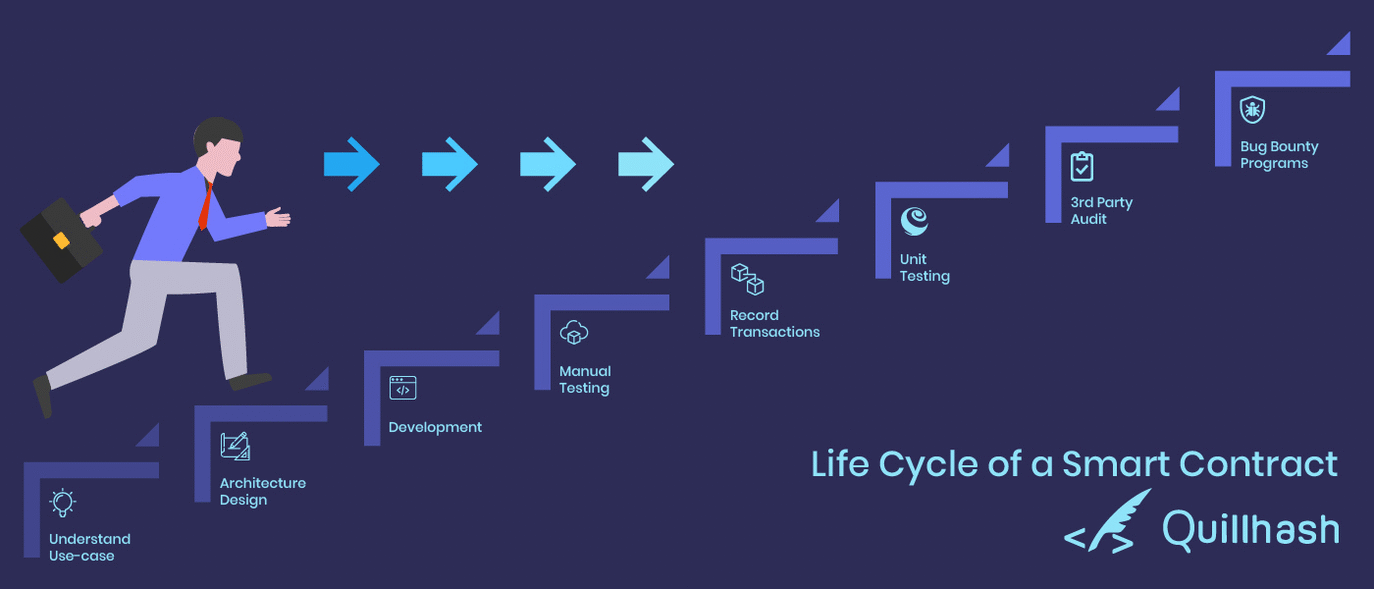 Understand
Use-case
Architecture
Design
Development
Manual
Testing
Record
Transactions
Unit
Testing
3rd Party
Audit
Bug Bounty
Programs
Life Cycle of a Smart Contract
Quillhash